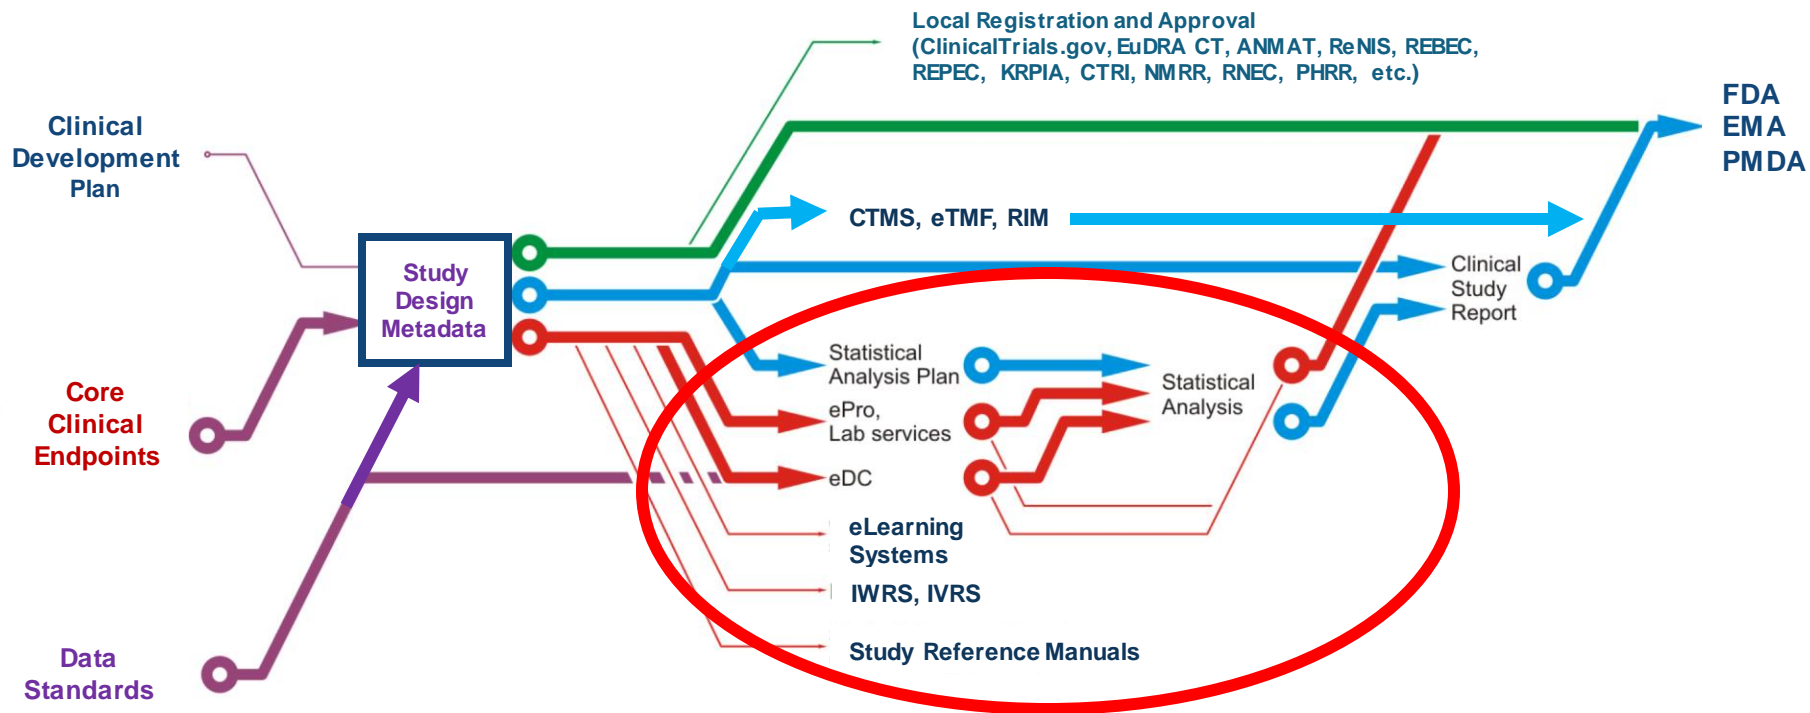 Local Registration and Approval
(ClinicalTrials.gov, EuDRA CT, ANMAT, ReNIS, REBEC,
REPEC, KRPIA, CTRI, NMRR, RNEC, PHRR, etc.)
FDA
EMA
PMDA
Clinical
Development
Plan
CTMS, eTMF, RIM
Study
Design
Metadata
Clinical
Study
Report
Statistical
Analysis Plan
Statistical
Analysis
Core
Clinical
Endpoints
ePro,
Lab services
eDC
eLearning
Systems
IWRS, IVRS
Study Reference Manuals
Data
Standards